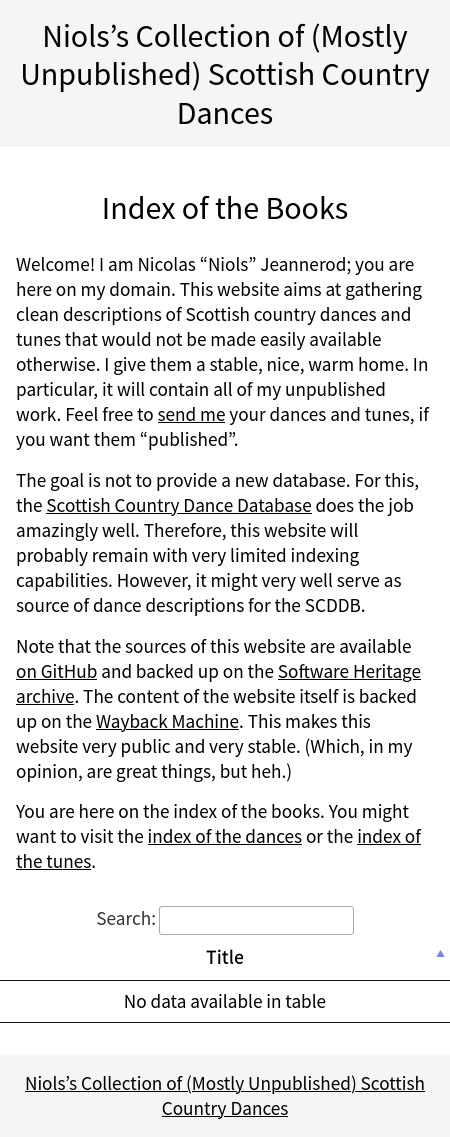 Niols’s Collection of (Mostly
Unpublished) Scottish Country
Dances
Index of the Books
Welcome! I am Nicolas “Niols” Jeannerod; you are
here on my domain. This website aims at gathering
clean descriptions of Scottish country dances and
tunes that would not be made easily available
otherwise. I give them a stable, nice, warm home. In
particular, it will contain all of my unpublished
work. Feel free to send me your dances and tunes, if
you want them “published”.
The goal is not to provide a new database. For this,
the Scottish Country Dance Database does the job
amazingly well. Therefore, this website will
probably remain with very limited indexing
capabilities. However, it might very well serve as
source of dance descriptions for the SCDDB.
Note that the sources of this website are available
on GitHub and backed up on the Software Heritage
archive. The content of the website itself is backed
up on the Wayback Machine. This makes this
website very public and very stable. (Which, in my
opinion, are great things, but heh.)
You are here on the index of the books. You might
want to visit the index of the dances or the index of
the tunes.
Search:
Title
No data available in table
Niols’s Collection of (Mostly Unpublished) Scottish
Country Dances